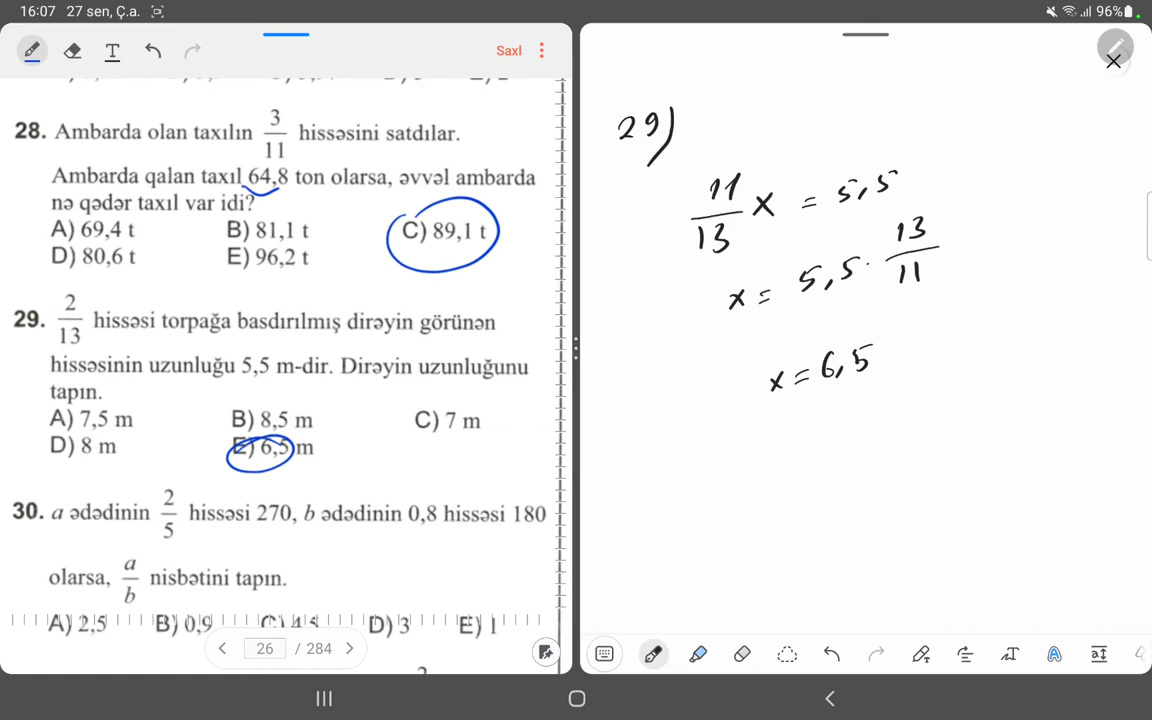 16:07 27 sen, Ç.a. 96%
Saxl
28. Ambarda olan taxılın 3/11 hissəsini satdılar.
Ambarda qalan taxıl 64,8 ton olarsa, əvvəl ambarda
nə qədər taxıl var idi?
A) 69,4 t B) 81,1 t C) 89,1 t
D) 80,6 t E) 96,2 t
29. 2/13 hissəsi torpağa basdırılmış dirəyin görünən
hissəsinin uzunluğu 5,5 m-dir. Dirəyin uzunluğunu
tapın.
A) 7,5 m B) 8,5 m C) 7 m
D) 8 m E) 6,5 m
30. a ədədinin 2/5 hissəsi 270, b ədədinin 0,8 hissəsi 180
olarsa, a/b nisbətini tapın.
A) 2,5 B) 0,9 D) 3 E) 1
26 / 284
29)
11/13 x = 5,5
x = 5,5 · 13/11
x = 6,5